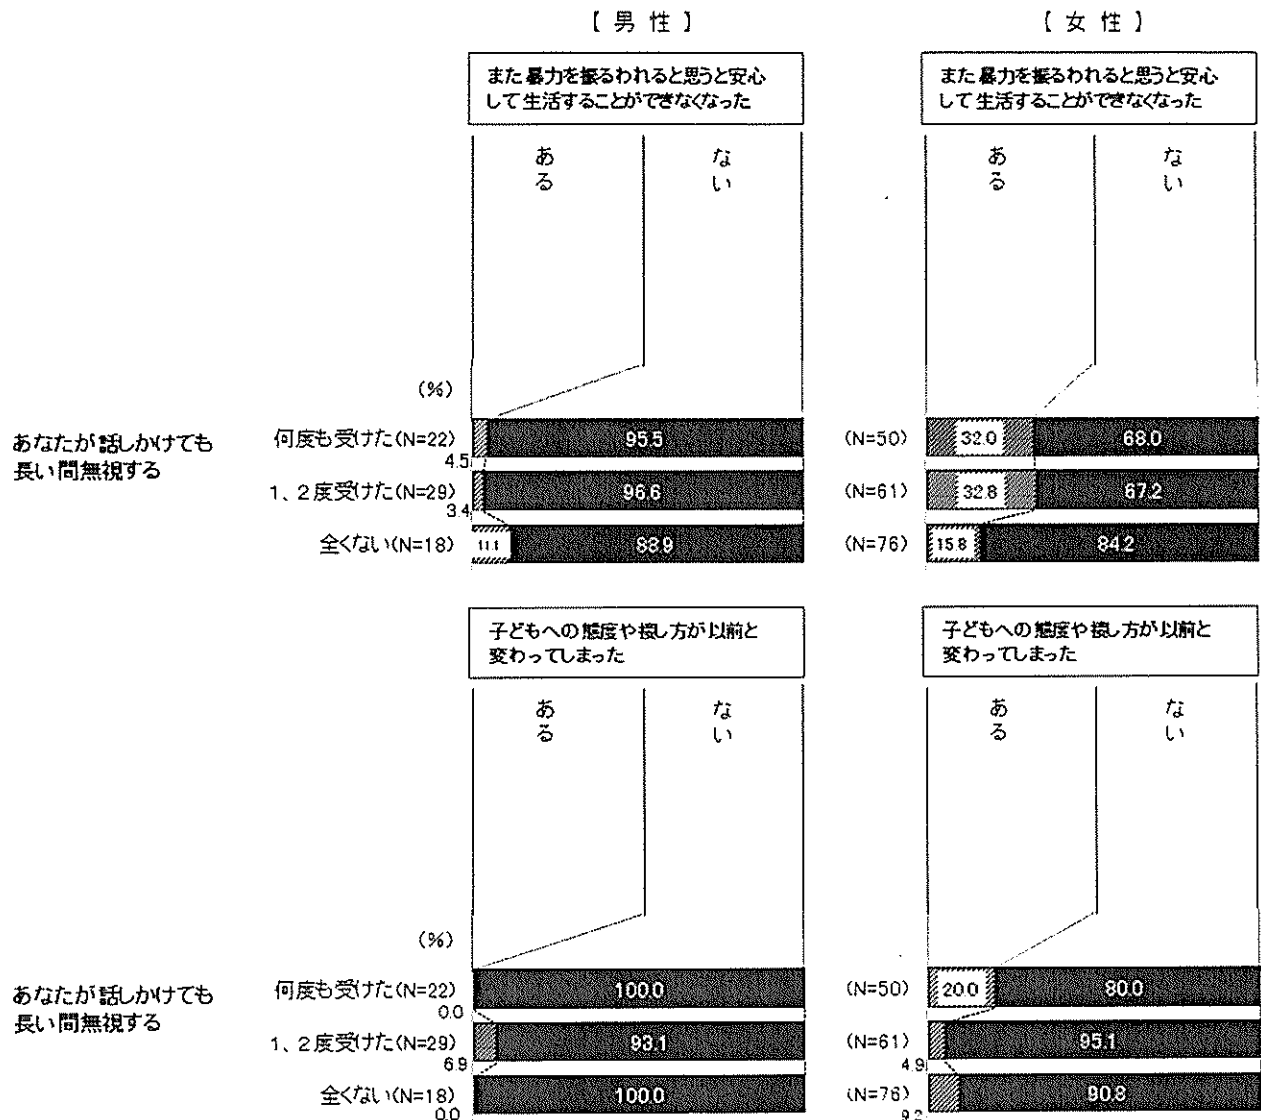 【 男 性 】
【 女 性 】
また暴力を振るわれると思うと安心
して生活することができなくなった
また暴力を振るわれると思うと安心
して生活することができなくなった
ある
ない
ある
ない
(%)
あなたが話しかけても
長い間無視する
何度も受けた(N=22)
4.5
95.5
(N=50)
32.0
68.0
1、2度受けた(N=29)
3.4
96.6
(N=61)
32.8
67.2
全くない(N=18)
11.1
88.9
(N=76)
15.8
84.2
子どもへの態度や接し方が以前と
変わってしまった
子どもへの態度や接し方が以前と
変わってしまった
ある
ない
ある
ない
(%)
あなたが話しかけても
長い間無視する
何度も受けた(N=22)
0.0
100.0
(N=50)
20.0
80.0
1、2度受けた(N=29)
6.9
93.1
(N=61)
4.9
95.1
全くない(N=18)
0.0
100.0
(N=76)
9.2
90.8